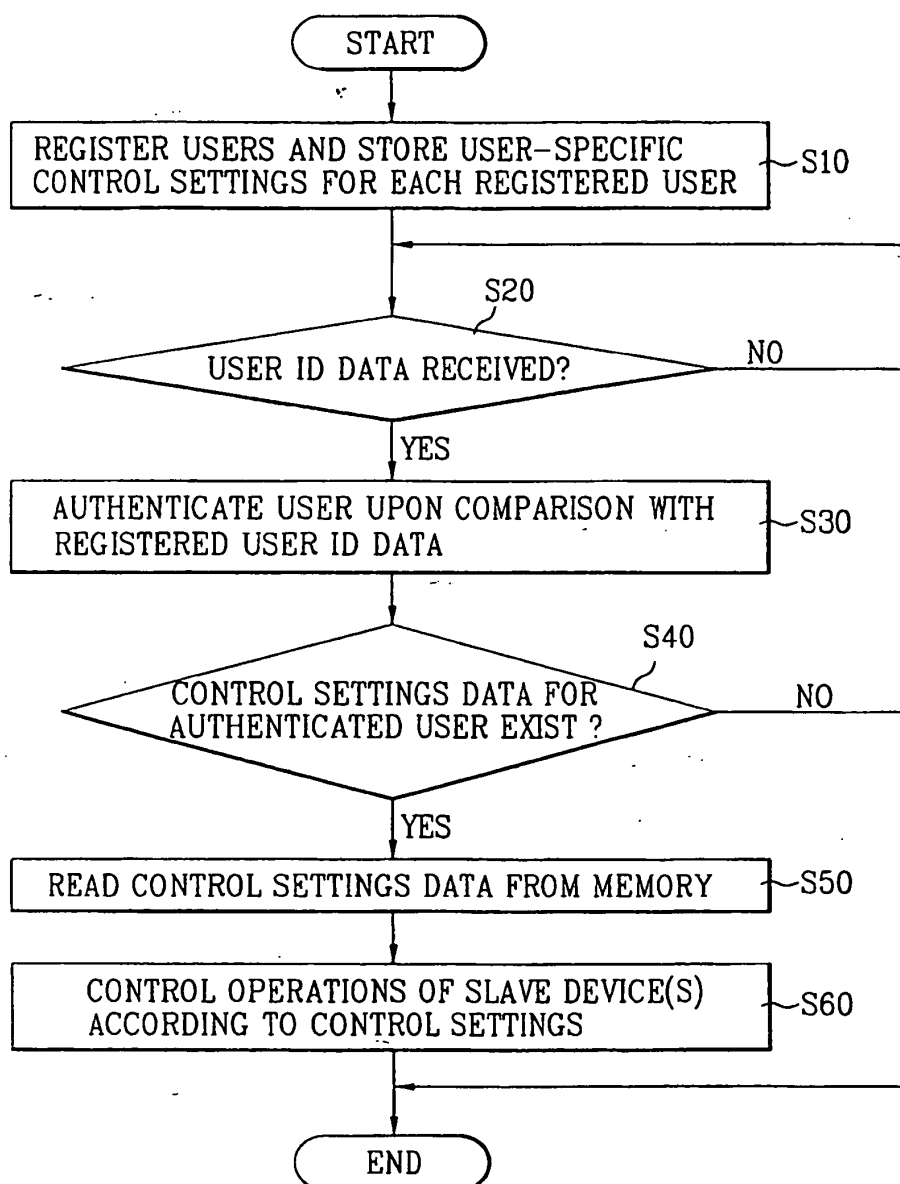 START
REGISTER USERS AND STORE USER-SPECIFIC
CONTROL SETTINGS FOR EACH REGISTERED USER
S10
S20
USER ID DATA RECEIVED?
NO
YES
AUTHENTICATE USER UPON COMPARISON WITH
REGISTERED USER ID DATA
S30
S40
CONTROL SETTINGS DATA FOR
AUTHENTICATED USER EXIST ?
NO
YES
READ CONTROL SETTINGS DATA FROM MEMORY
S50
CONTROL OPERATIONS OF SLAVE DEVICE(S)
ACCORDING TO CONTROL SETTINGS
S60
END